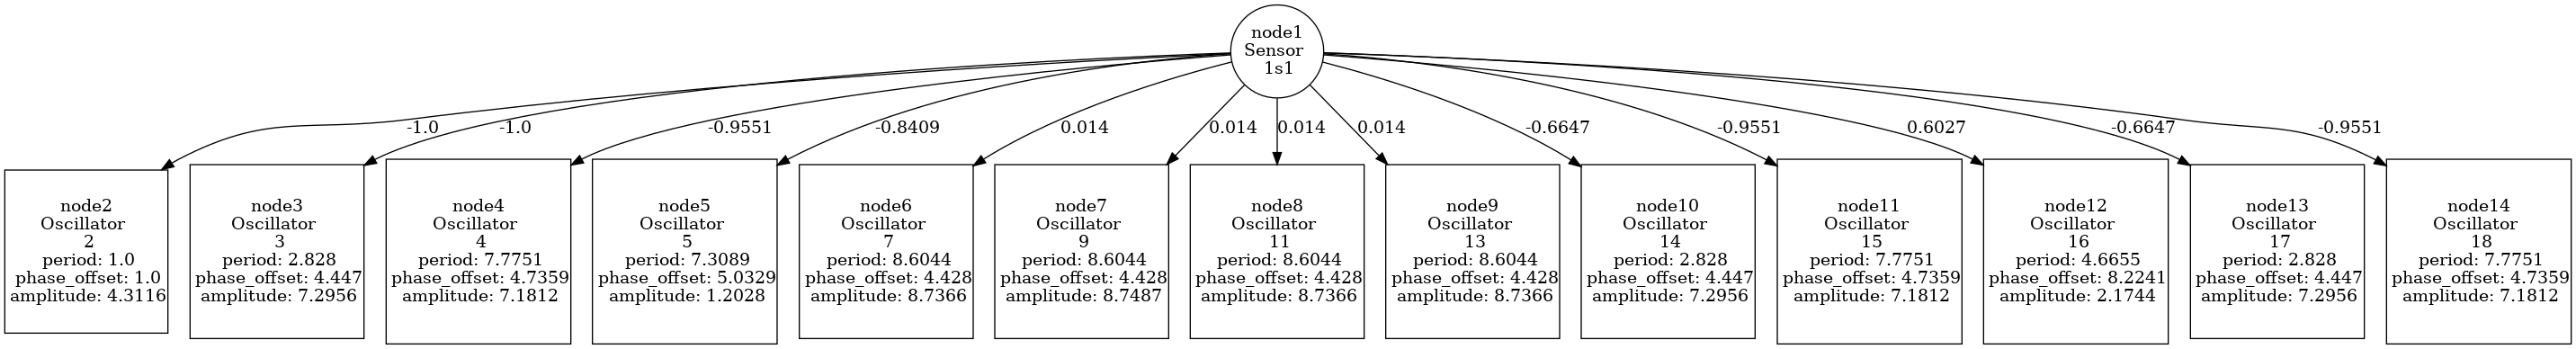 node1
Sensor
1s1
-1.0
-1.0
-0.9551
-0.8409
0.014
0.014
0.014
0.014
-0.6647
-0.9551
0.6027
-0.6647
-0.9551
node2
Oscillator
2
period: 1.0
phase_offset: 1.0
amplitude: 4.3116
node3
Oscillator
3
period: 2.828
phase_offset: 4.447
amplitude: 7.2956
node4
Oscillator
4
period: 7.7751
phase_offset: 4.7359
amplitude: 7.1812
node5
Oscillator
5
period: 7.3089
phase_offset: 5.0329
amplitude: 1.2028
node6
Oscillator
7
period: 8.6044
phase_offset: 4.428
amplitude: 8.7366
node7
Oscillator
9
period: 8.6044
phase_offset: 4.428
amplitude: 8.7487
node8
Oscillator
11
period: 8.6044
phase_offset: 4.428
amplitude: 8.7366
node9
Oscillator
13
period: 8.6044
phase_offset: 4.428
amplitude: 8.7366
node10
Oscillator
14
period: 2.828
phase_offset: 4.447
amplitude: 7.2956
node11
Oscillator
15
period: 7.7751
phase_offset: 4.7359
amplitude: 7.1812
node12
Oscillator
16
period: 4.6655
phase_offset: 8.2241
amplitude: 2.1744
node13
Oscillator
17
period: 2.828
phase_offset: 4.447
amplitude: 7.2956
node14
Oscillator
18
period: 7.7751
phase_offset: 4.7359
amplitude: 7.1812